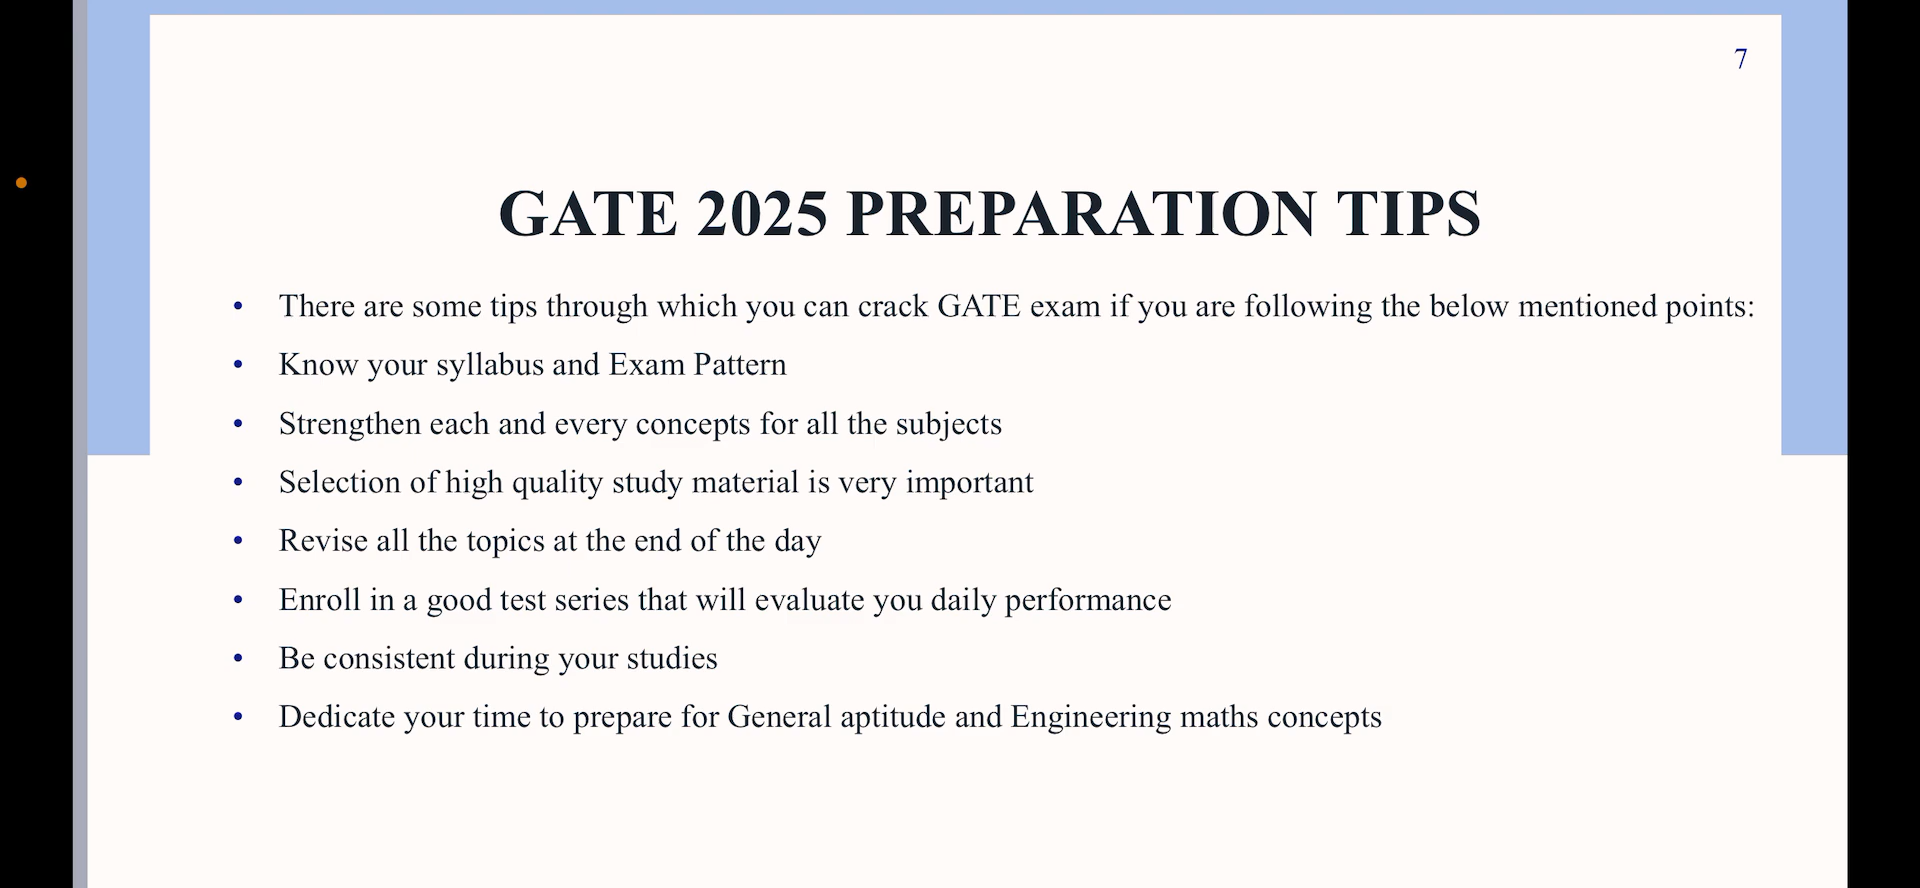 7
GATE 2025 PREPARATION TIPS
• There are some tips through which you can crack GATE exam if you are following the below mentioned points:
• Know your syllabus and Exam Pattern
• Strengthen each and every concepts for all the subjects
• Selection of high quality study material is very important
• Revise all the topics at the end of the day
• Enroll in a good test series that will evaluate you daily performance
• Be consistent during your studies
• Dedicate your time to prepare for General aptitude and Engineering maths concepts